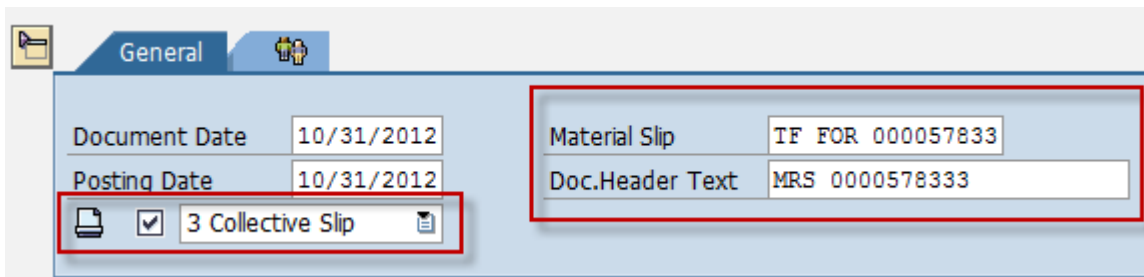 General
Document Date 10/31/2012 Material Slip TF FOR 000057833
Posting Date 10/31/2012 Doc.Header Text MRS 0000578333
3 Collective Slip